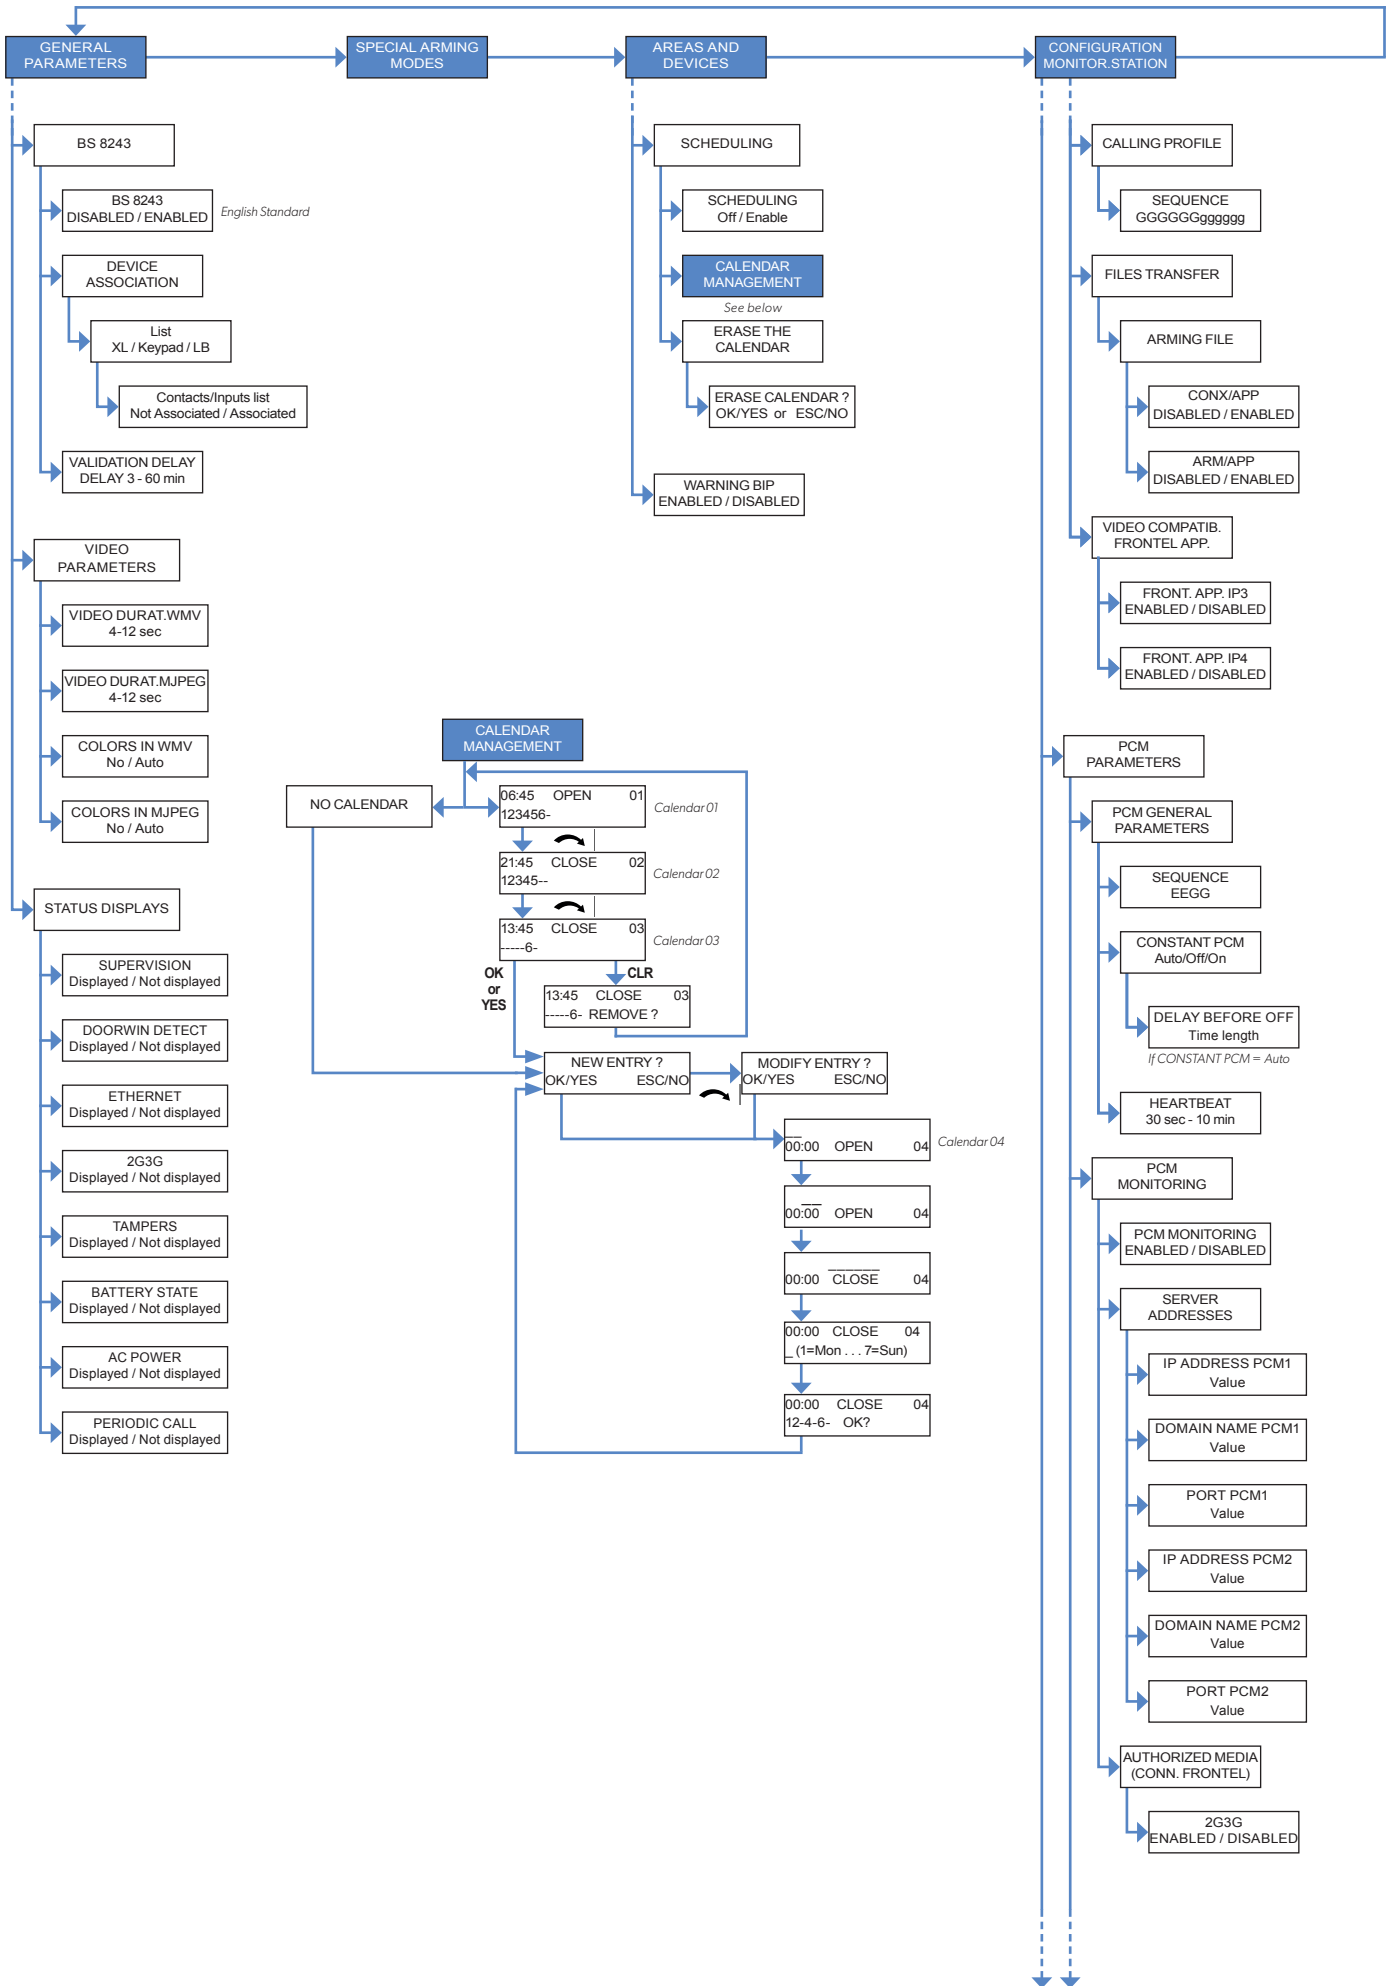 GENERAL
PARAMETERS
SPECIAL ARMING
MODES
AREAS AND
DEVICES
CONFIGURATION
MONITOR.STATION
BS 8243
BS 8243
DISABLED / ENABLED
English Standard
DEVICE
ASSOCIATION
List
XL / Keypad / LB
Contacts/Inputs list
Not Associated / Associated
VALIDATION DELAY
DELAY 3 - 60 min
VIDEO
PARAMETERS
VIDEO DURAT.WMV
4-12 sec
VIDEO DURAT.MJPEG
4-12 sec
COLORS IN WMV
No / Auto
COLORS IN MJPEG
No / Auto
STATUS DISPLAYS
SUPERVISION
Displayed / Not displayed
DOORWIN DETECT
Displayed / Not displayed
ETHERNET
Displayed / Not displayed
2G3G
Displayed / Not displayed
TAMPERS
Displayed / Not displayed
BATTERY STATE
Displayed / Not displayed
AC POWER
Displayed / Not displayed
PERIODIC CALL
Displayed / Not displayed
SCHEDULING
SCHEDULING
Off / Enable
CALENDAR
MANAGEMENT
See below
ERASE THE
CALENDAR
ERASE CALENDAR ?
OK/YES or ESC/NO
WARNING BIP
ENABLED / DISABLED
CALENDAR
MANAGEMENT
NO CALENDAR
06:45 OPEN 01
123456-
Calendar 01
21:45 CLOSE 02
12345--
Calendar 02
13:45 CLOSE 03
-----6-
Calendar 03
OK
or
YES
CLR
13:45 CLOSE 03
-----6- REMOVE ?
NEW ENTRY ?
OK/YES ESC/NO
MODIFY ENTRY ?
OK/YES ESC/NO
__
00:00 OPEN 04
Calendar 04
__
00:00 OPEN 04
______
00:00 CLOSE 04
00:00 CLOSE 04
_ (1=Mon . . . 7=Sun)
00:00 CLOSE 04
12-4-6- OK?
CALLING PROFILE
SEQUENCE
GGGGGGgggggg
FILES TRANSFER
ARMING FILE
CONX/APP
DISABLED / ENABLED
ARM/APP
DISABLED / ENABLED
VIDEO COMPATIB.
FRONTEL APP.
FRONT. APP. IP3
ENABLED / DISABLED
FRONT. APP. IP4
ENABLED / DISABLED
PCM
PARAMETERS
PCM GENERAL
PARAMETERS
SEQUENCE
EEGG
CONSTANT PCM
Auto/Off/On
DELAY BEFORE OFF
Time length
If CONSTANT PCM = Auto
HEARTBEAT
30 sec - 10 min
PCM
MONITORING
PCM MONITORING
ENABLED / DISABLED
SERVER
ADDRESSES
IP ADDRESS PCM1
Value
DOMAIN NAME PCM1
Value
PORT PCM1
Value
IP ADDRESS PCM2
Value
DOMAIN NAME PCM2
Value
PORT PCM2
Value
AUTHORIZED MEDIA
(CONN. FRONTEL)
2G3G
ENABLED / DISABLED